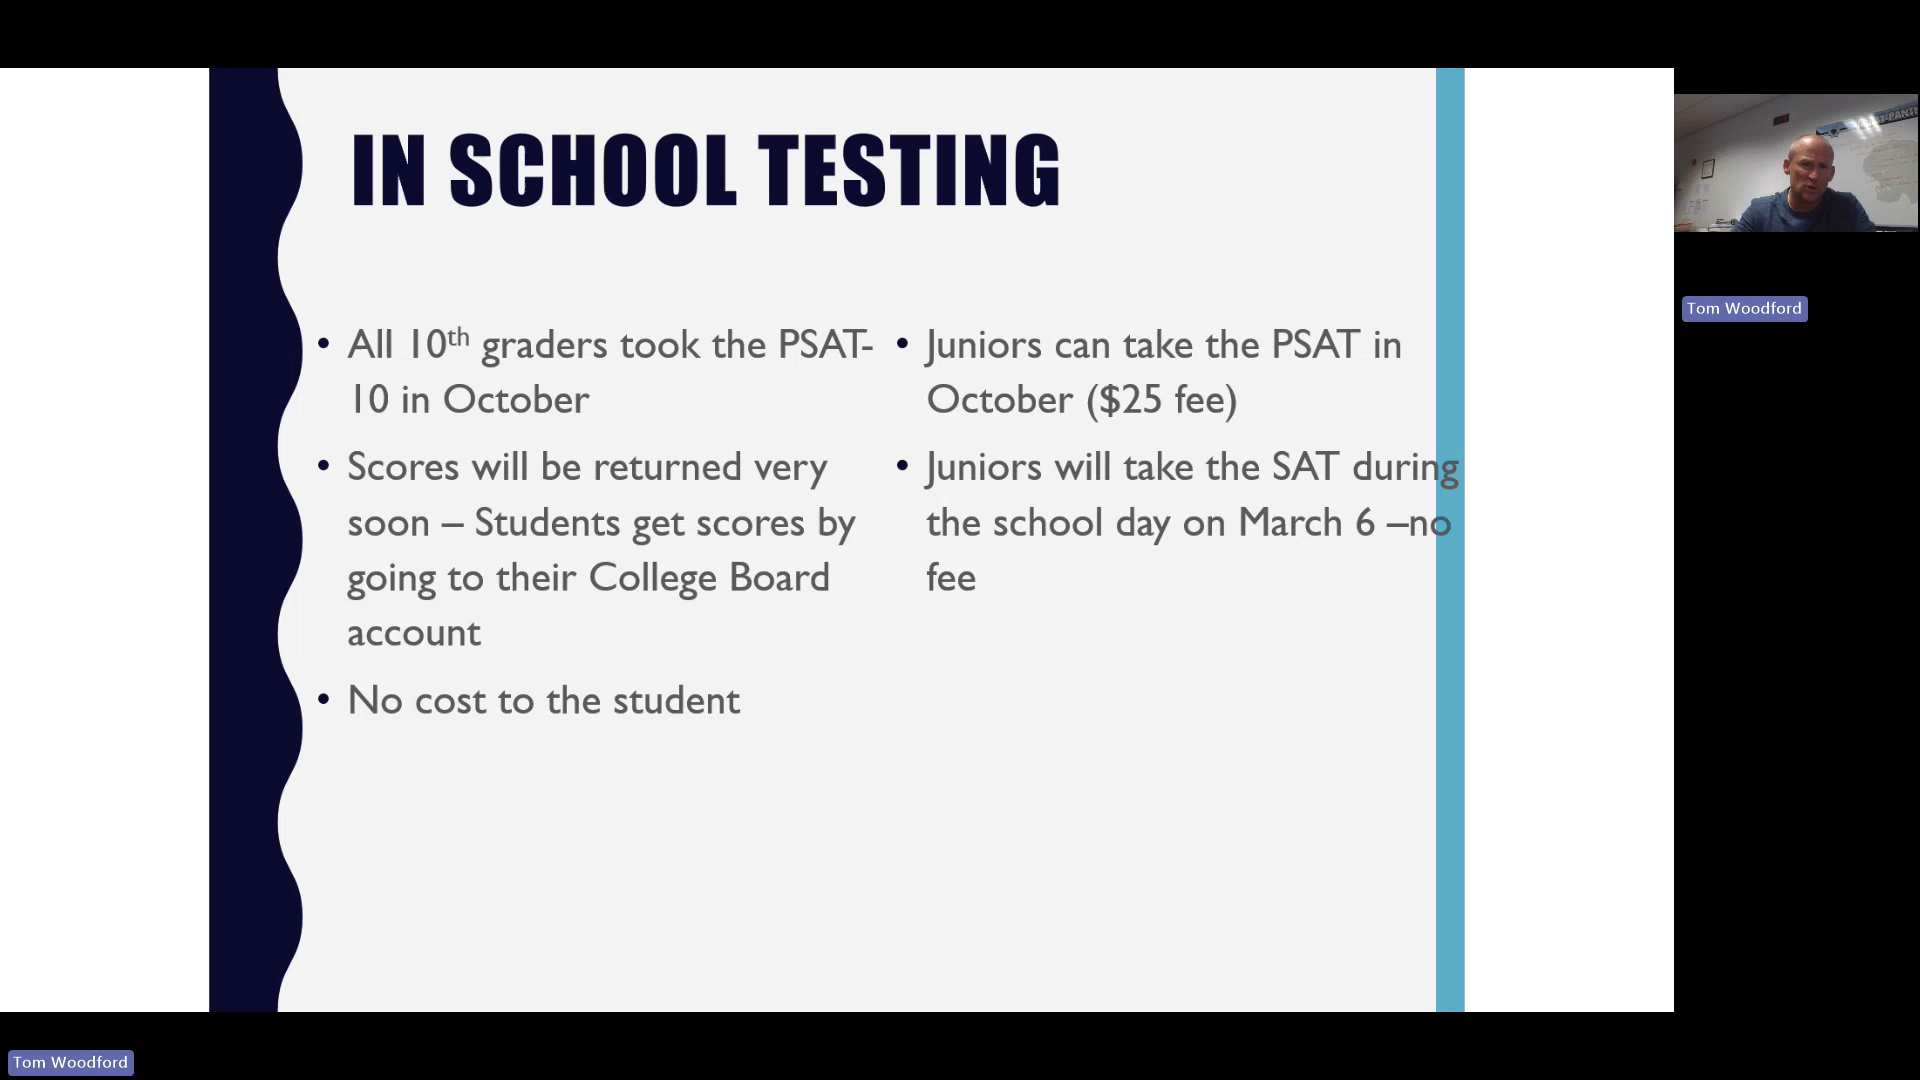 IN SCHOOL TESTING
• All 10th graders took the PSAT-
10 in October
• Scores will be returned very
soon – Students get scores by
going to their College Board
account
• No cost to the student
• Juniors can take the PSAT in
October ($25 fee)
• Juniors will take the SAT during
the school day on March 6 –no
fee
Tom Woodford
Tom Woodford